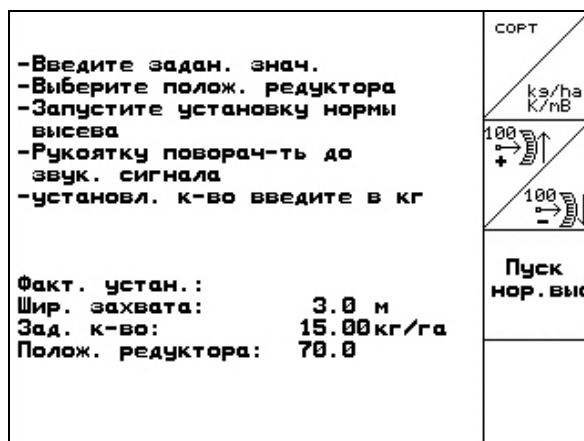 -Введите задан. знач.
-Выберите полож. редуктора
-Запустите установку нормы
высева
-Рукоятку поворач-ть до
звук. сигнала
-установл. к-во введите в кг
Факт. устан.:
Шир. захвата: 3.0 м
Зад. к-во: 15.00кг/га
Полож. редуктора: 70.0
СОРТ
kg/ha
K/mB
100
+
100
-
Пуск
нор.выс